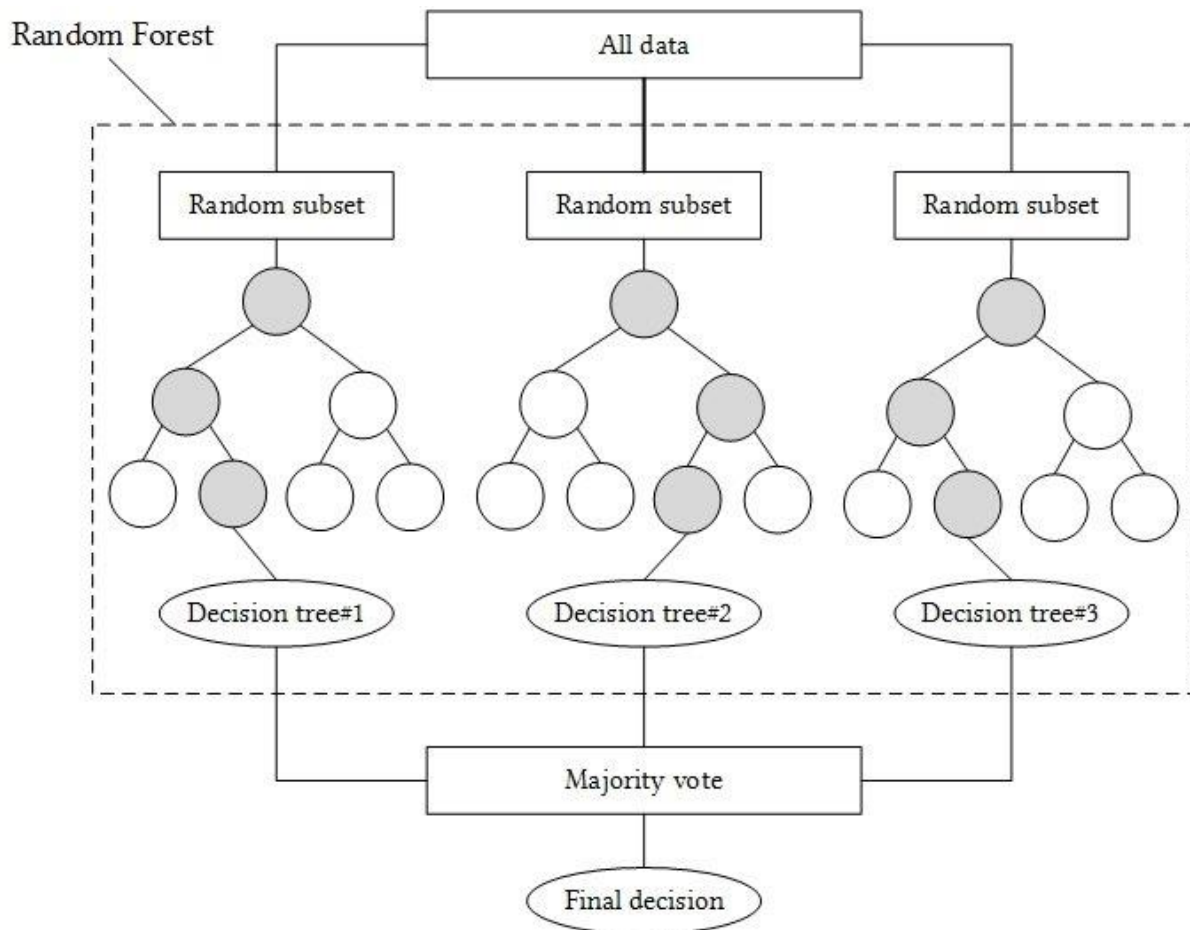 Random Forest
All data
Random subset
Random subset
Random subset
Decision tree#1
Decision tree#2
Decision tree#3
Majority vote
Final decision